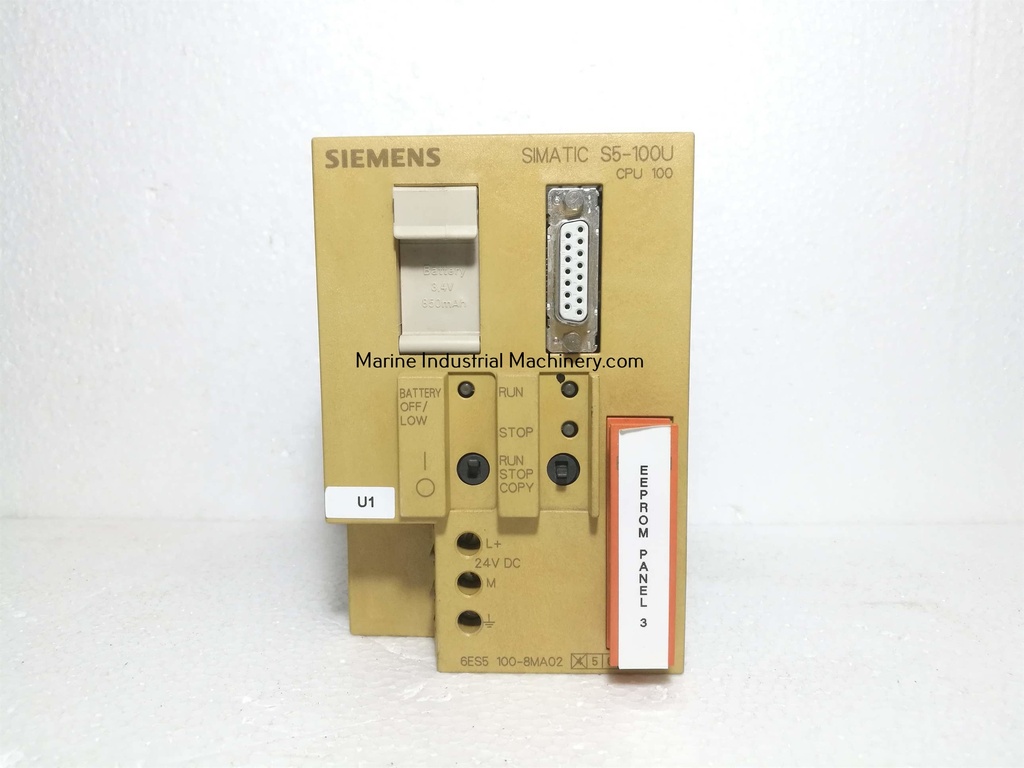 SIEMENS
SIMATIC S5-100U
CPU 100
Battery
3,4V
850mAh
Marine Industrial Machinery.com
BATTERY
OFF/
LOW
RUN
STOP
RUN
STOP
COPY
U1
L+
24V DC
M
EEPROM PANEL 3
6ES5 100-8MA02 4 5